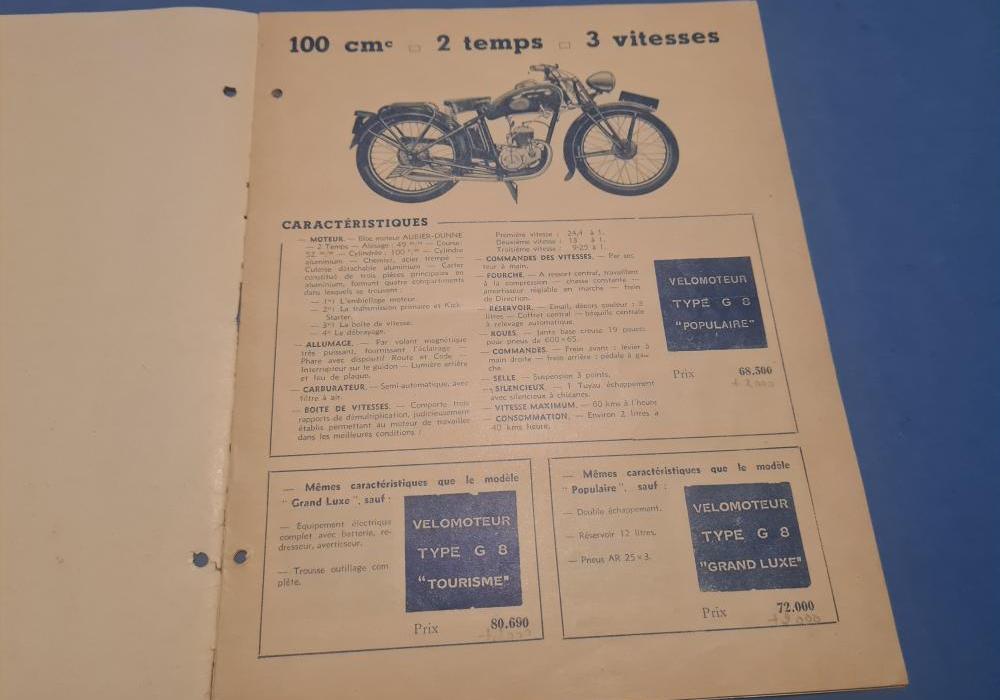 100 cmc □ 2 temps □ 3 vitesses
CARACTÉRISTIQUES
— MOTEUR. — Bloc moteur AUBIER-DUNNE
— 2 Temps — Alésage : 49 m/m — Course :
52 m/m — Cylindrée : 100 — Cylindre
aluminium — Chemise, acier trempé —
Culasse détachable aluminium — Carter
constitué de trois pièces principales en
aluminium, formant quatre compartiments
dans lesquels se trouvent :
— 1°) L'embiellage moteur.
— 2°) La transmission primaire et Kick-
Starter.
— 3°) La boîte de vitesse.
— 4° Le débrayage.
— ALLUMAGE. — Par volant magnétique
très puissant, fournissant l'éclairage —
Phare avec dispositif Route et Code —
Interrupteur sur le guidon — Lumière arrière
et feu de plaque.
— CARBURATEUR. — Semi-automatique, avec
filtre à air.
— BOITE DE VITESSES. — Comporte trois
rapports de démultiplication, judicieusement
établis permettant au moteur de travailler
dans les meilleures conditions :
Première vitesse : 24,4 à 1.
Deuxième vitesse : 13 à 1.
Troisième vitesse : 9-25 à 1.
— COMMANDES DES VITESSES. — Par sec
teur à main.
— FOURCHE. — A ressort central, travaillant
à la compression — chasse constante —
amortisseur réglable en marche — frein
de Direction.
— RESERVOIR. — Email, décors couleur : 8
litres — Coffret central — béquille centrale
à relevage automatique.
— ROUES. — Jante base creuse 19 pouces
pour pneus de 600×65.
— COMMANDES. — Frein avant : levier à
main droite — frein arrière : pédale à gau-
che.
— SELLE. — Suspension 3 points.
— SILENCIEUX. — 1 Tuyau échappement
avec silencieux à chicanes.
— VITESSE MAXIMUM. — 60 kms à l'heure
— CONSOMMATION. — Environ 2 litres à
40 kms heure.
VELOMOTEUR
TYPE G 8
"POPULAIRE"
Prix 68.500
+ 2,000
— Mêmes caractéristiques que le modèle
"Grand Luxe", sauf :
— Equipement électrique
complet avec batterie, re-
dresseur, avertisseur.
— Trousse outillage com
plète.
VELOMOTEUR
TYPE G 8
"TOURISME"
Prix 80.690
— Mêmes caractéristiques que le modèle
"Populaire", sauf :
— Double échappement.
— Réservoir 12 litres.
— Pneus AR 25×3.
VELOMOTEUR
TYPE G 8
"GRAND LUXE"
Prix 72.000
+2 000